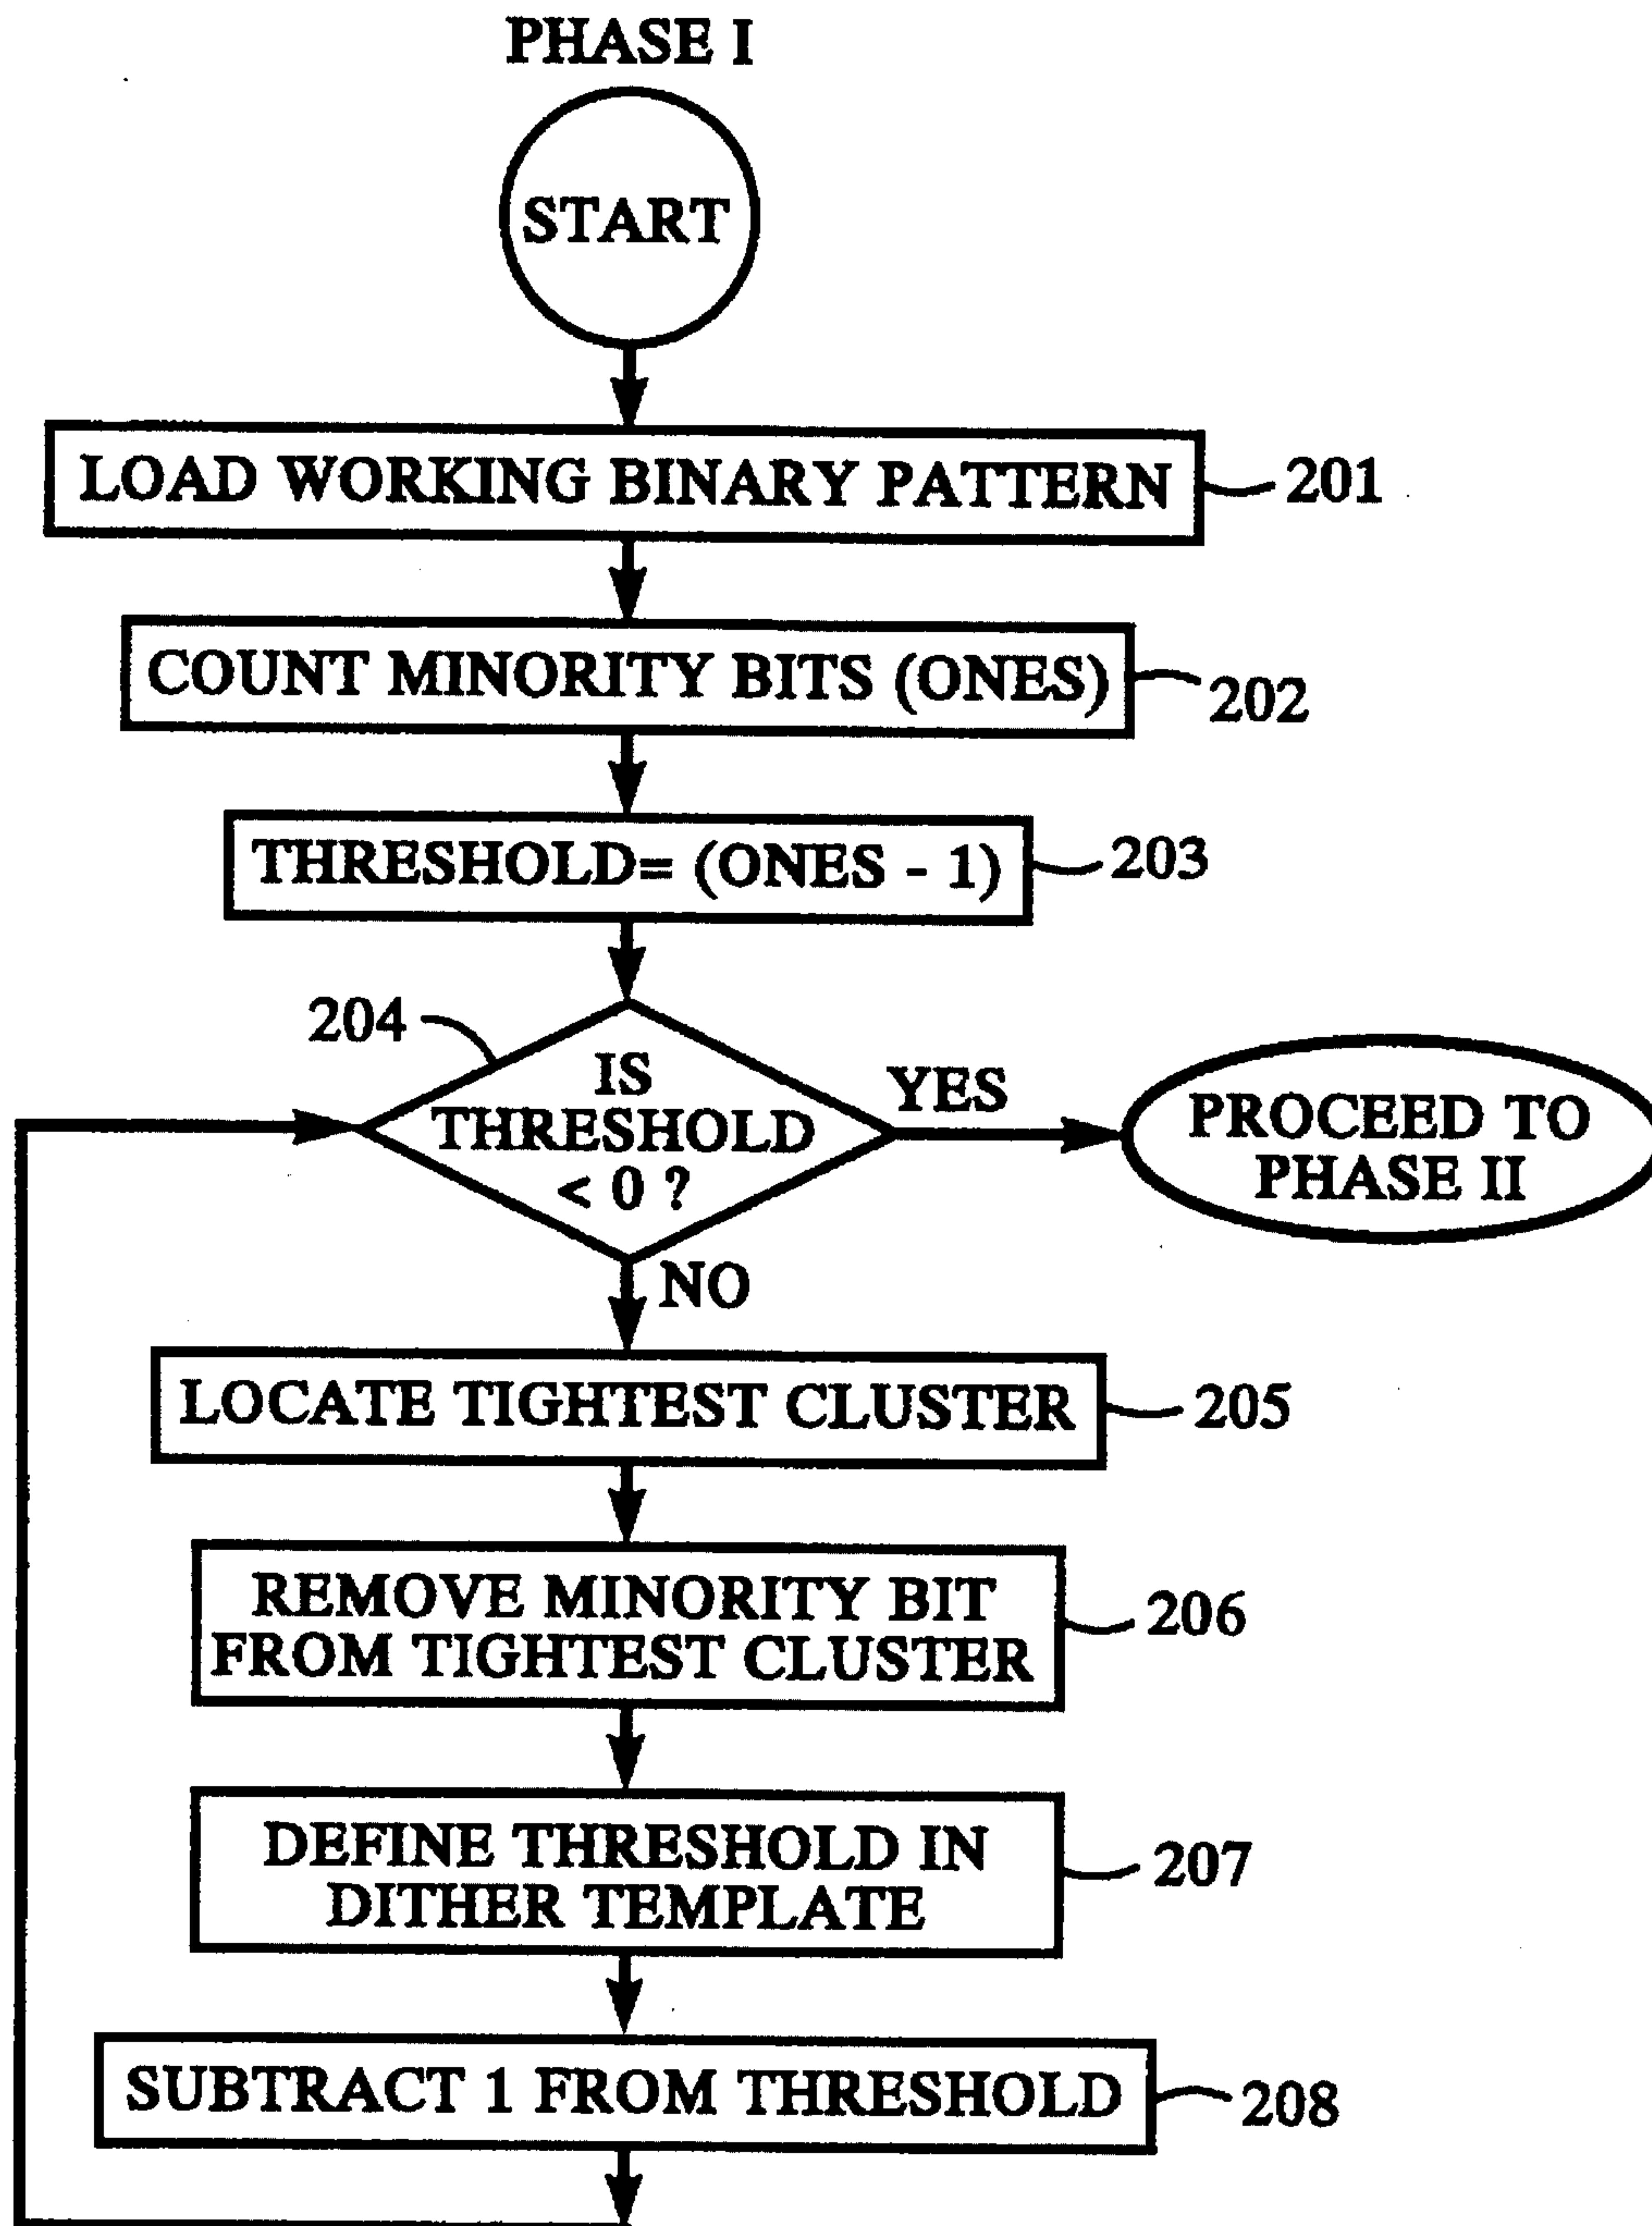 PHASE I
START
LOAD WORKING BINARY PATTERN
201
COUNT MINORITY BITS (ONES)
202
THRESHOLD= (ONES - 1)
203
204
IS
THRESHOLD
< 0 ?
YES
PROCEED TO
PHASE II
NO
LOCATE TIGHTEST CLUSTER
205
REMOVE MINORITY BIT
FROM TIGHTEST CLUSTER
206
DEFINE THRESHOLD IN
DITHER TEMPLATE
207
SUBTRACT 1 FROM THRESHOLD
208